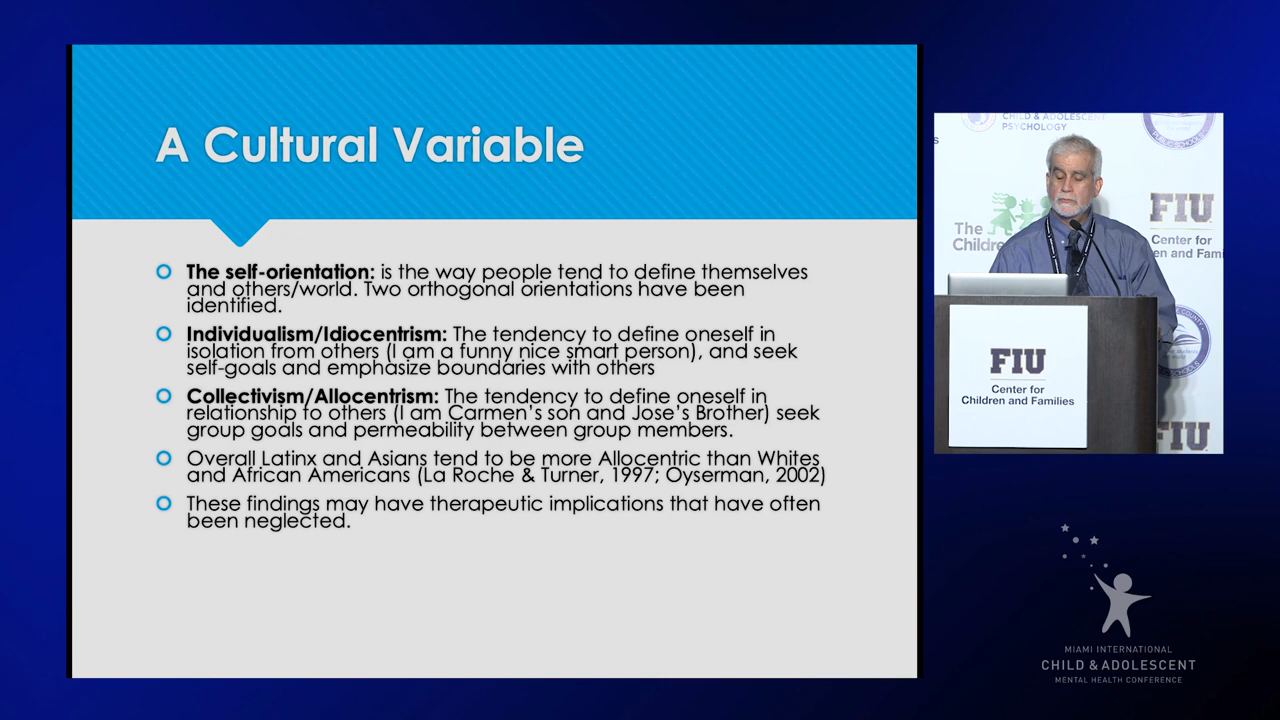 A Cultural Variable
The self-orientation: is the way people tend to define themselves
and others/world. Two orthogonal orientations have been
identified.
Individualism/Idiocentrism: The tendency to define oneself in
isolation from others (I am a funny nice smart person), and seek
self-goals and emphasize boundaries with others
Collectivism/Allocentrism: The tendency to define oneself in
relationship to others (I am Carmen's son and Jose's Brother) seek
group goals and permeability between group members.
Overall Latinx and Asians tend to be more Allocentric than Whites
and African Americans (La Roche & Turner, 1997; Oyserman, 2002)
These findings may have therapeutic implications that have often
been neglected.
CHILD & ADOLESCENT
PSYCHOLOGY
PUBLIC SCHOOLS
The
Childre
FIU
Center for
en and Fami
FIU
Center for
Children and Families
FIU
MIAMI INTERNATIONAL
CHILD & ADOLESCENT
MENTAL HEALTH CONFERENCE